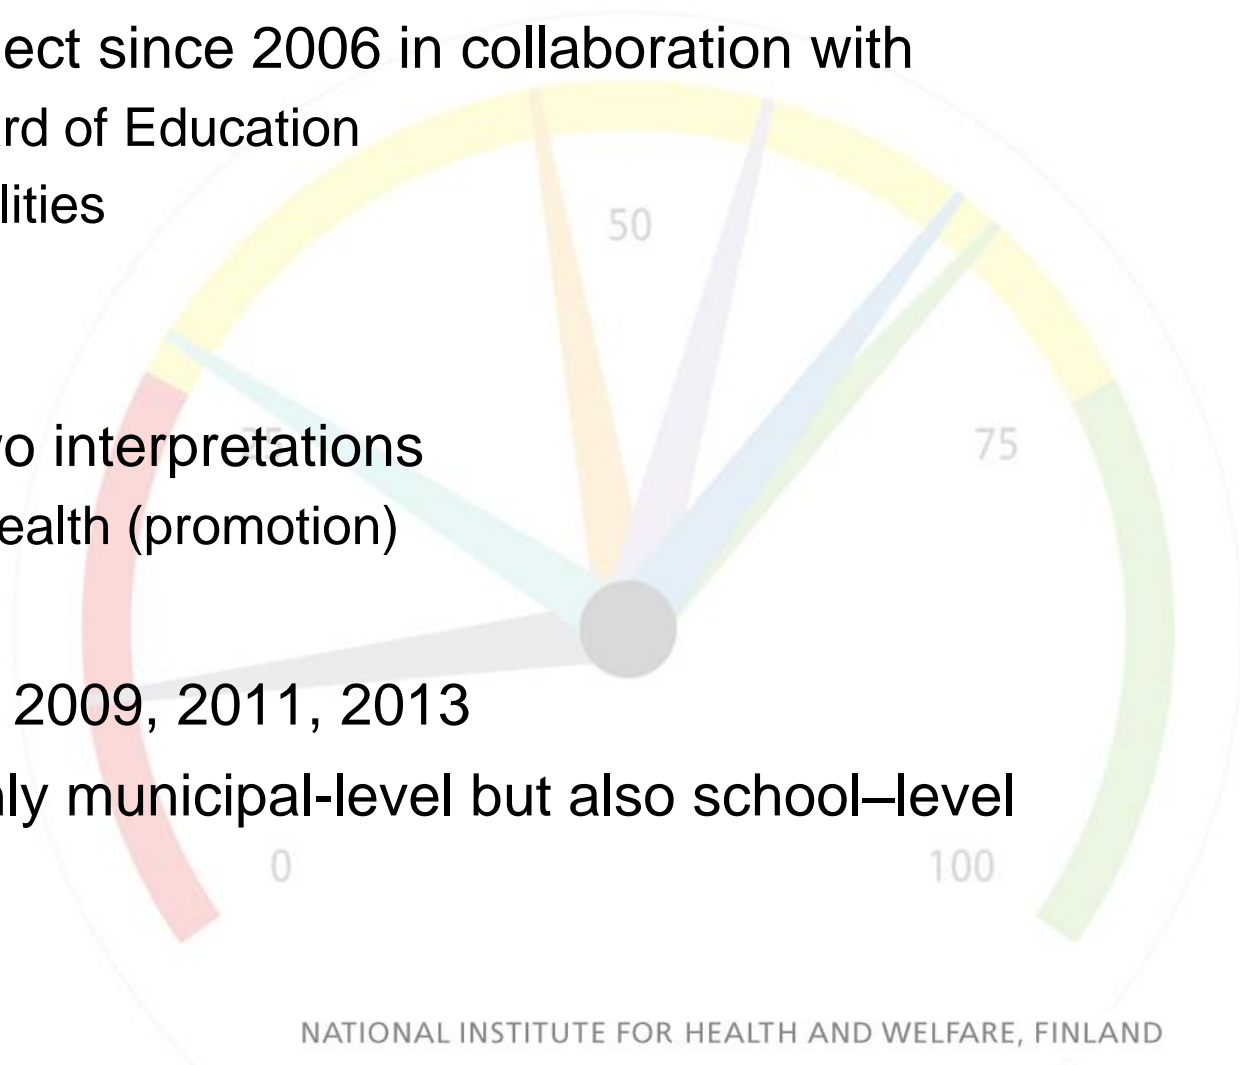 ect since 2006 in collaboration with
rd of Education
lities
50
75
25
o interpretations
ealth (promotion)
2009, 2011, 2013
ly municipal-level but also school–level
0
100
NATIONAL INSTITUTE FOR HEALTH AND WELFARE, FINLAND